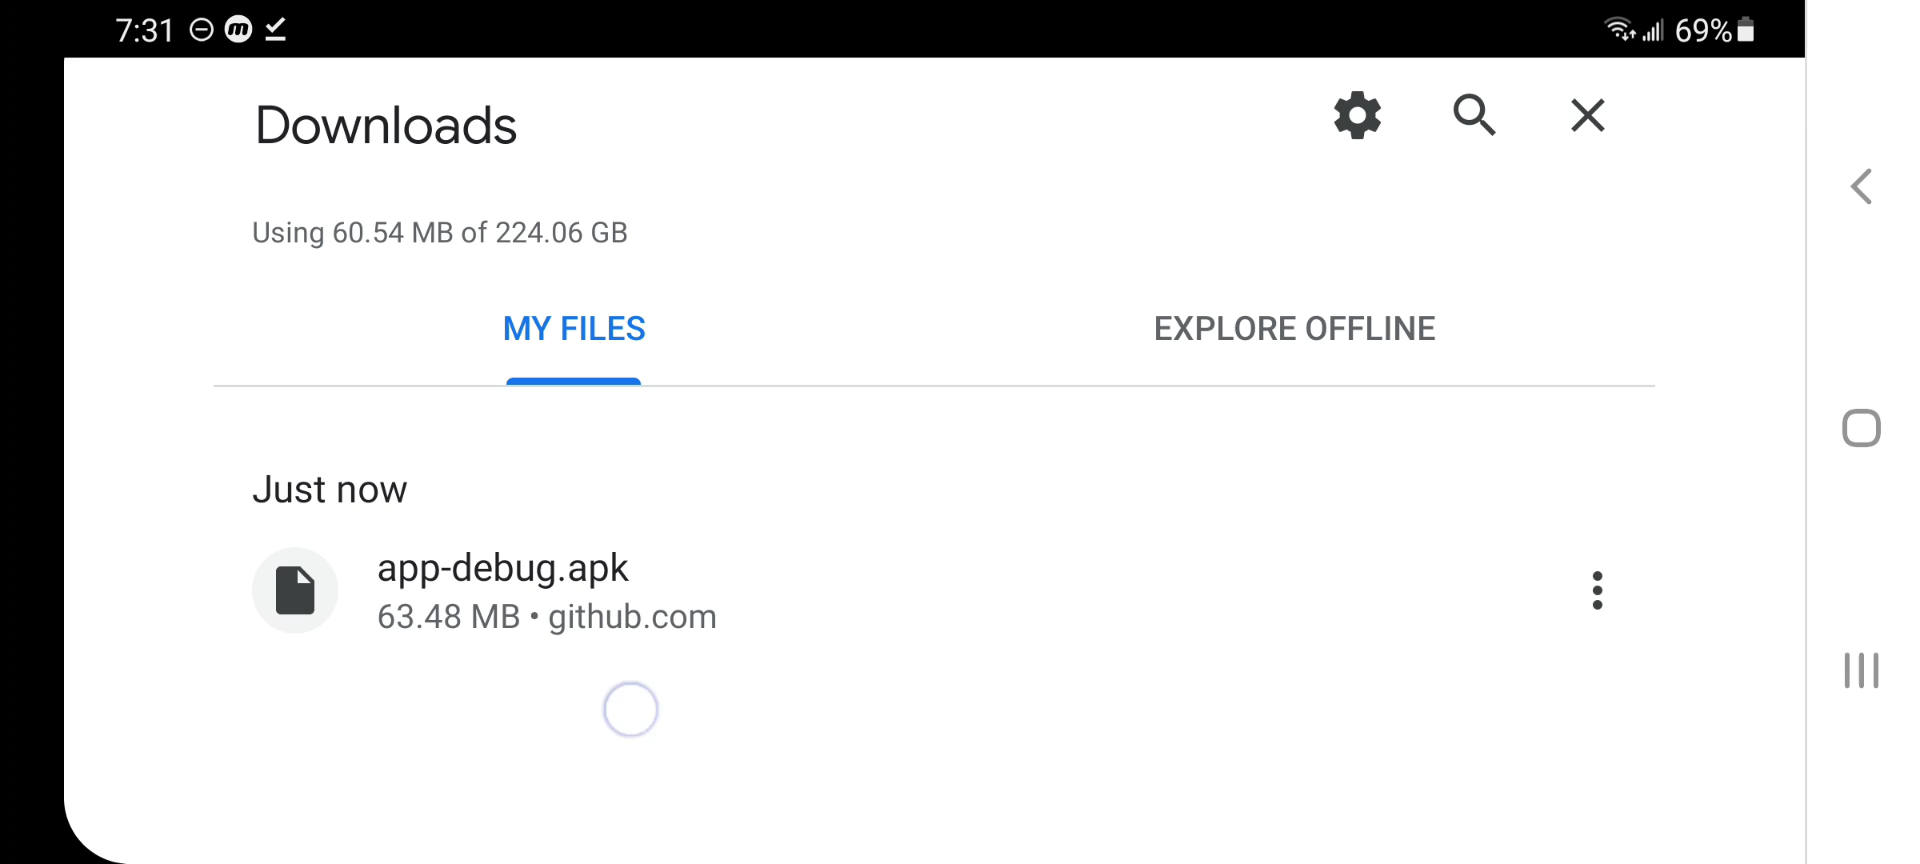 7:31
69%
Downloads
Using 60.54 MB of 224.06 GB
MY FILES
EXPLORE OFFLINE
Just now
app-debug.apk
63.48 MB • github.com